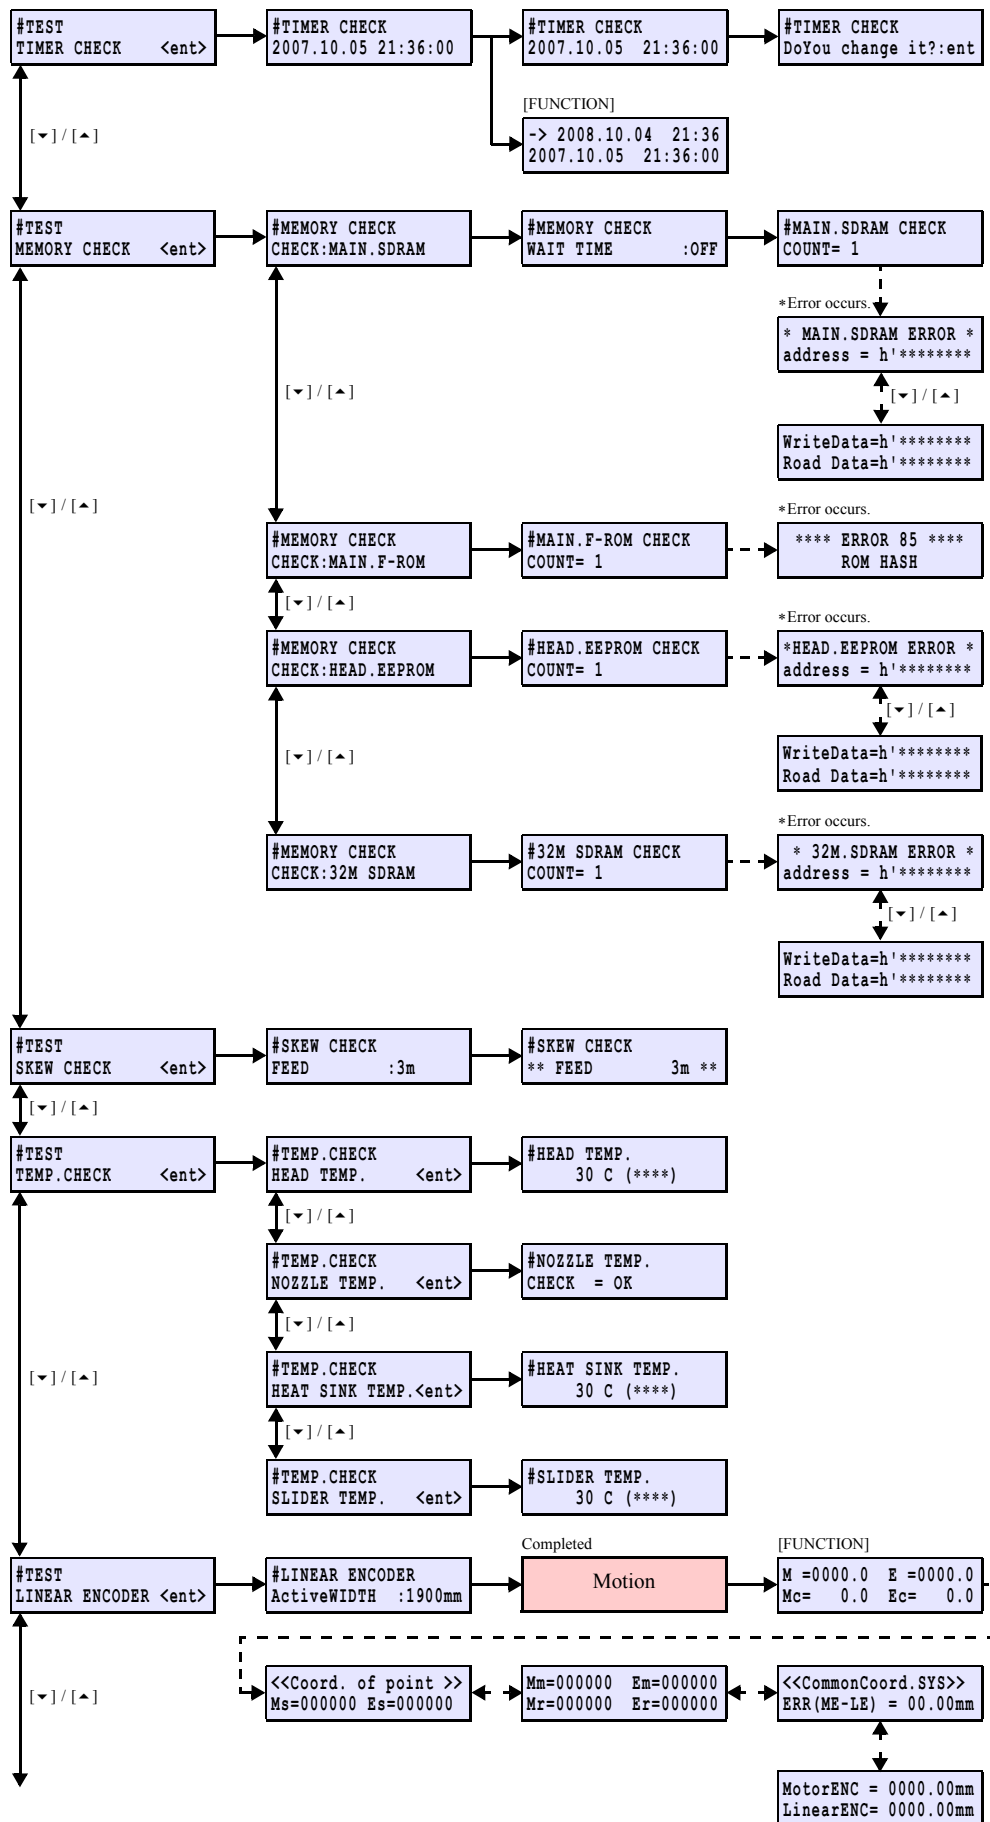 #TEST
TIMER CHECK <ent>
#TIMER CHECK
2007.10.05 21:36:00
#TIMER CHECK
2007.10.05 21:36:00
#TIMER CHECK
DoYou change it?:ent
[▼] / [▲]
[FUNCTION]
-> 2008.10.04 21:36
2007.10.05 21:36:00
#TEST
MEMORY CHECK <ent>
#MEMORY CHECK
CHECK:MAIN.SDRAM
#MEMORY CHECK
WAIT TIME :OFF
#MAIN.SDRAM CHECK
COUNT= 1
*Error occurs.
* MAIN.SDRAM ERROR *
address = h'********
[▼] / [▲]
[▼] / [▲]
WriteData=h'********
Road Data=h'********
[▼] / [▲]
#MEMORY CHECK
CHECK:MAIN.F-ROM
#MAIN.F-ROM CHECK
COUNT= 1
*Error occurs.
**** ERROR 85 ****
ROM HASH
[▼] / [▲]
#MEMORY CHECK
CHECK:HEAD.EEPROM
#HEAD.EEPROM CHECK
COUNT= 1
*Error occurs.
*HEAD.EEPROM ERROR *
address = h'********
[▼] / [▲]
[▼] / [▲]
WriteData=h'********
Road Data=h'********
#MEMORY CHECK
CHECK:32M SDRAM
#32M SDRAM CHECK
COUNT= 1
*Error occurs.
* 32M.SDRAM ERROR *
address = h'********
[▼] / [▲]
WriteData=h'********
Road Data=h'********
#TEST
SKEW CHECK <ent>
#SKEW CHECK
FEED :3m
#SKEW CHECK
** FEED 3m **
[▼] / [▲]
#TEST
TEMP.CHECK <ent>
#TEMP.CHECK
HEAD TEMP. <ent>
#HEAD TEMP.
30 C (****)
[▼] / [▲]
#TEMP.CHECK
NOZZLE TEMP. <ent>
#NOZZLE TEMP.
CHECK = OK
[▼] / [▲]
[▼] / [▲]
#TEMP.CHECK
HEAT SINK TEMP.<ent>
#HEAT SINK TEMP.
30 C (****)
[▼] / [▲]
#TEMP.CHECK
SLIDER TEMP. <ent>
#SLIDER TEMP.
30 C (****)
#TEST
LINEAR ENCODER <ent>
#LINEAR ENCODER
ActiveWIDTH :1900mm
Completed
Motion
[FUNCTION]
M =0000.0 E =0000.0
Mc= 0.0 Ec= 0.0
[▼] / [▲]
<<Coord. of point >>
Ms=000000 Es=000000
Mm=000000 Em=000000
Mr=000000 Er=000000
<<CommonCoord.SYS>>
ERR(ME-LE) = 00.00mm
MotorENC = 0000.00mm
LinearENC= 0000.00mm